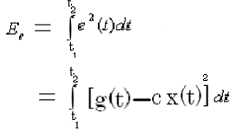 E_e = ∫_{t_1}^{t_2} e^2 (t) dt
= ∫_{t_1}^{t_2} [g(t) – c x(t)]^2 dt